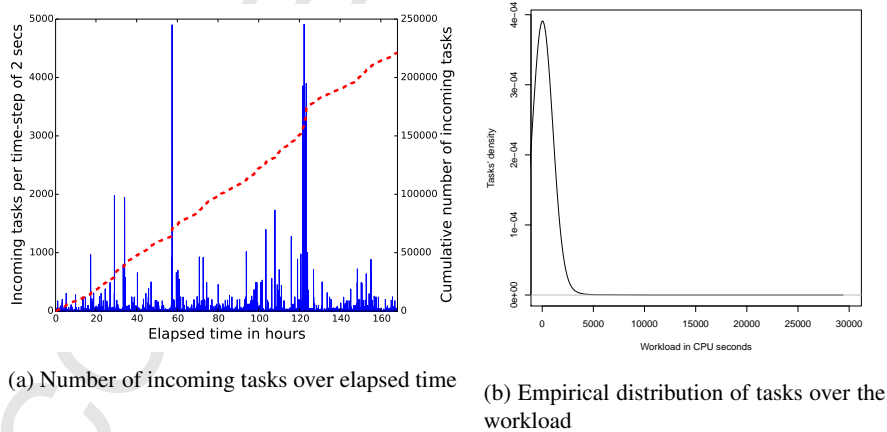 5000
4000
3000
2000
1000
0
250000
200000
150000
100000
50000
0
0 20 40 60 80 100 120 140 160
Incoming tasks per time-step of 2 secs
Cumulative number of incoming tasks
Elapsed time in hours
(a) Number of incoming tasks over elapsed time
4e-04
3e-04
2e-04
1e-04
0e+00
Tasks' density
0 5000 10000 15000 20000 25000 30000
Workload in CPU seconds
(b) Empirical distribution of tasks over the
workload